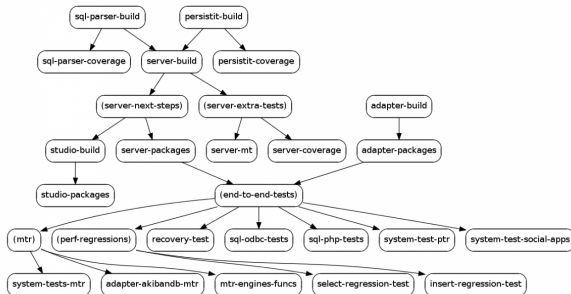 sql-parser-build
persistit-build
sql-parser-coverage
server-build
persistit-coverage
(server-next-steps)
(server-extra-tests)
adapter-build
studio-build
server-packages
server-mt
server-coverage
adapter-packages
studio-packages
(end-to-end-tests)
(mtr)
(perf-regressions)
recovery-test
sql-odbc-tests
sql-php-tests
system-test-ptr
system-test-social-apps
system-tests-mtr
adapter-akibandb-mtr
mtr-engines-funcs
select-regression-test
insert-regression-test